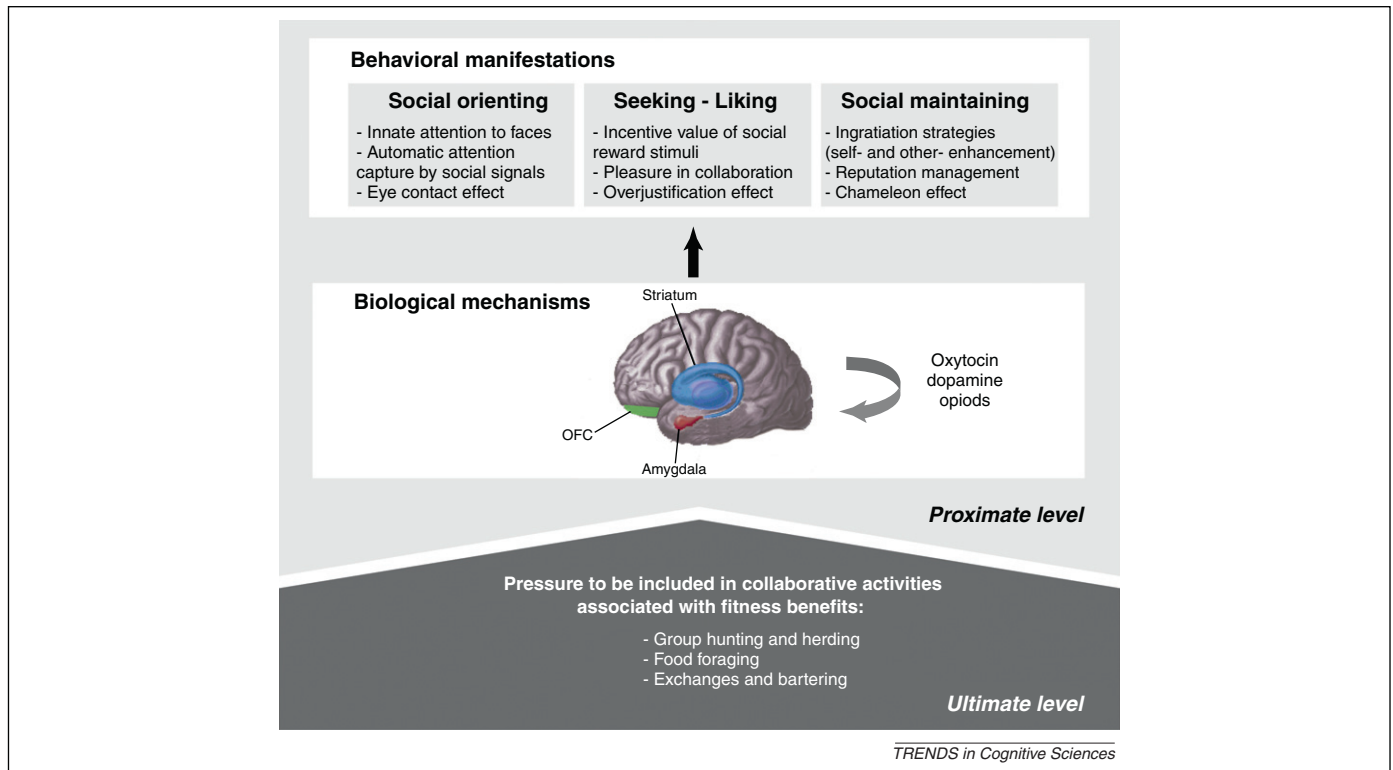 Behavioral manifestations
Social orienting
- Innate attention to faces
- Automatic attention
capture by social signals
- Eye contact effect
Seeking - Liking
- Incentive value of social
reward stimuli
- Pleasure in collaboration
- Overjustification effect
Social maintaining
- Ingratiation strategies
(self- and other- enhancement)
- Reputation management
- Chameleon effect
Biological mechanisms
Striatum
OFC
Amygdala
Oxytocin
dopamine
opiods
Proximate level
Pressure to be included in collaborative activities
associated with fitness benefits:
- Group hunting and herding
- Food foraging
- Exchanges and bartering
Ultimate level
TRENDS in Cognitive Sciences